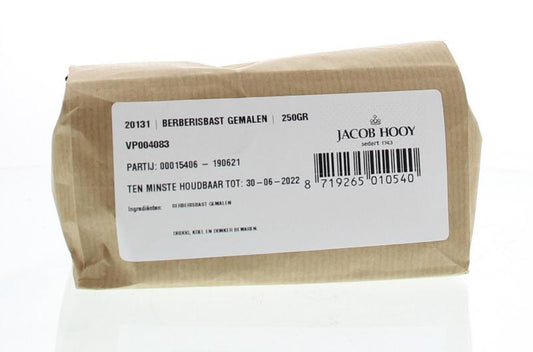 20131 | BERBERISBAST GEMALEN | 250GR
VP004083
PARTIJ: 00015406 - 190621
TEN MINSTE HOUDBAAR TOT: 30-06-2022
Ingrediënten: BERBERISBAST GEMALEN
DROOG, KOEL EN DONKER BEWAREN.
JACOB HOOY
sedert 1743
8 719265 010540